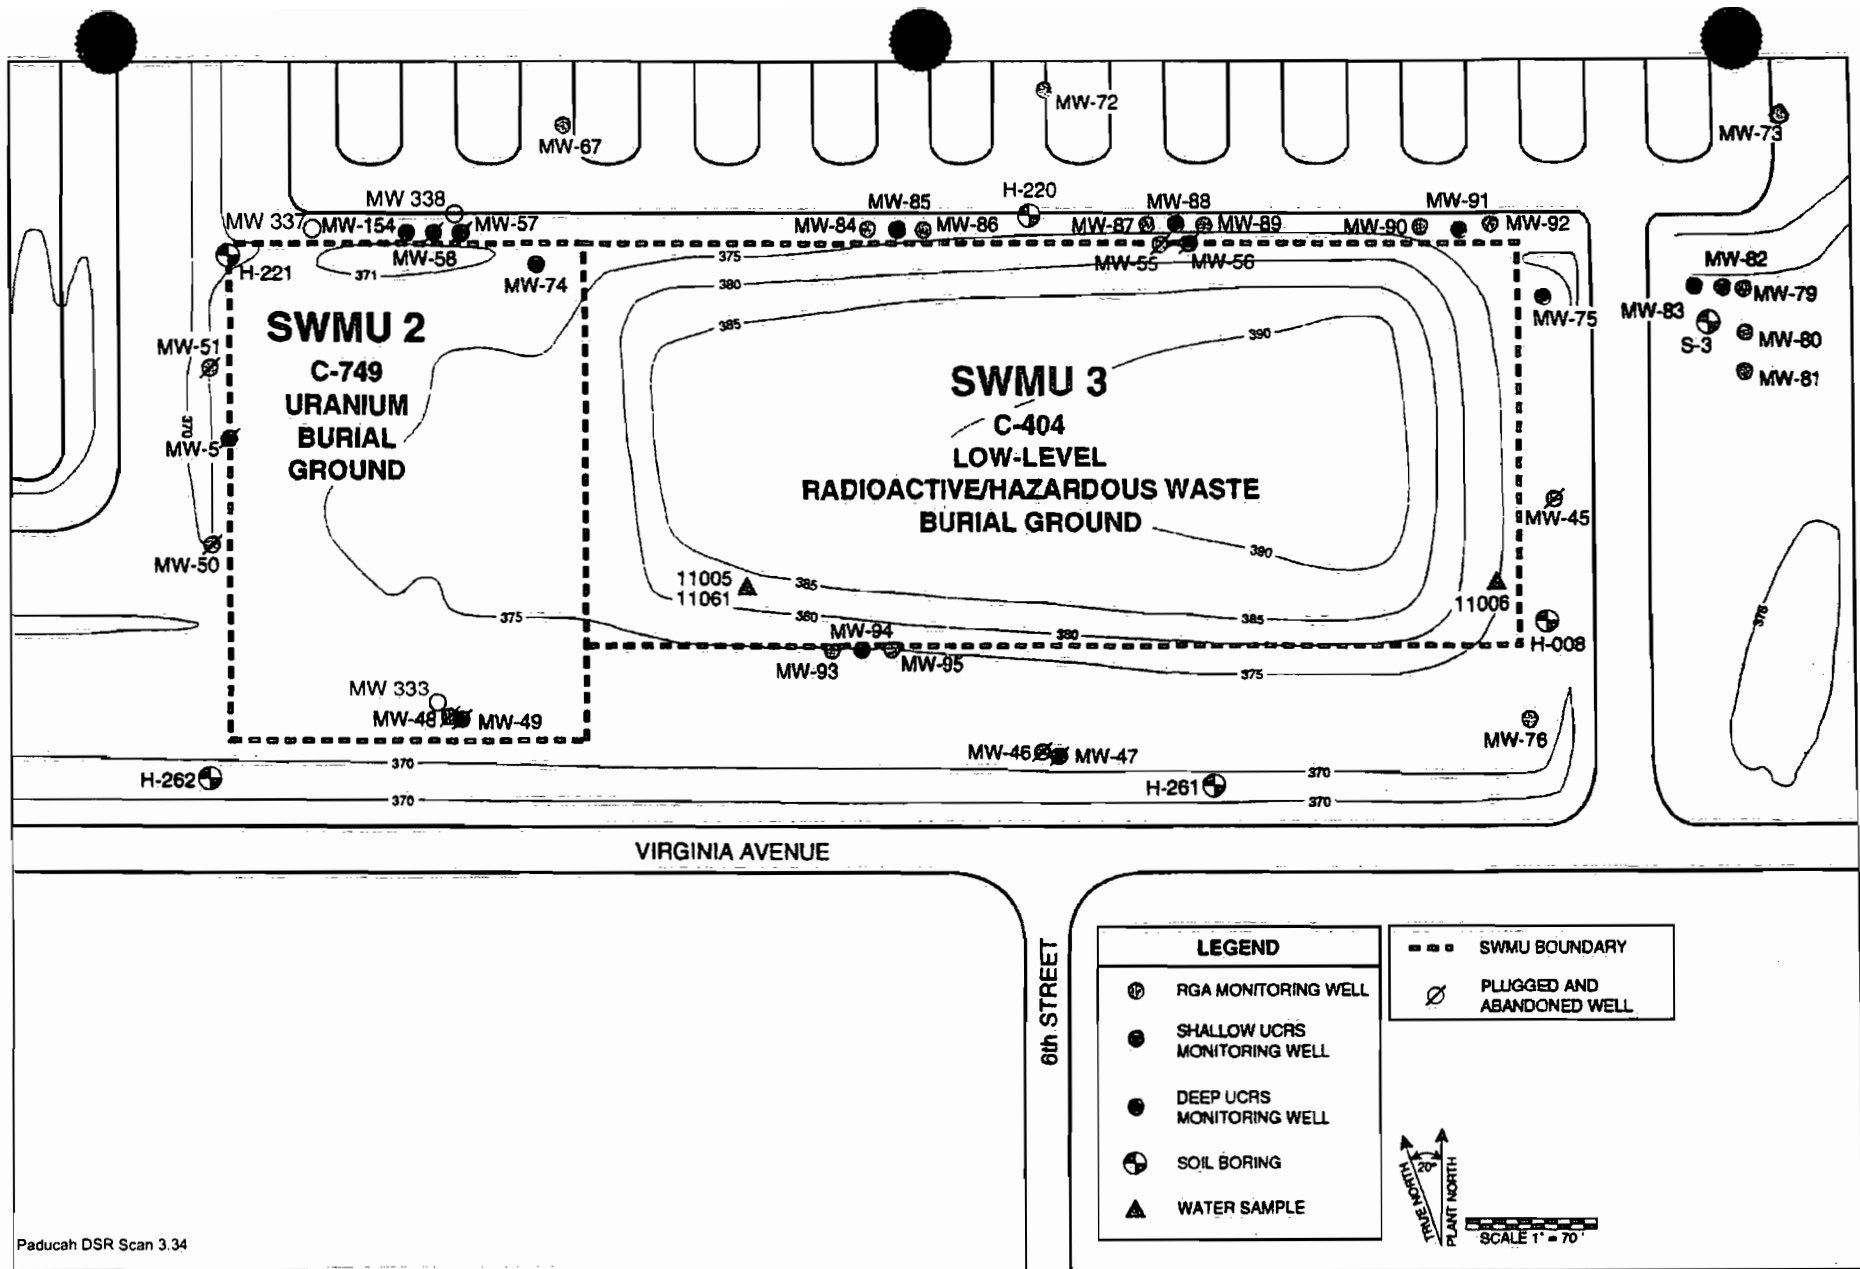 MW-72
MW-67
MW-73
MW 338
MW 337
MW-154
MW-57
MW-58
H-221
371
MW-74
MW-85
H-220
MW-88
MW-91
MW-84
MW-86
MW-87
MW-89
MW-90
MW-92
MW-55
MW-56
375
380
385
390
MW-82
MW-79
MW-83
MW-80
S-3
MW-81
MW-75
MW-51
SWMU 2
C-749
URANIUM
BURIAL
GROUND
370
MW-5
MW-50
SWMU 3
C-404
LOW-LEVEL
RADIOACTIVE/HAZARDOUS WASTE
BURIAL GROUND
390
MW-45
11005
11061
385
380
385
380
11006
H-008
375
MW-94
MW-93
MW-95
375
MW 333
MW-48
MW-49
MW-46
MW-47
MW-76
370
370
H-262
370
H-261
370
VIRGINIA AVENUE
6th STREET
LEGEND
RGA MONITORING WELL
SHALLOW UCRS
MONITORING WELL
DEEP UCRS
MONITORING WELL
SOIL BORING
WATER SAMPLE
SWMU BOUNDARY
PLUGGED AND
ABANDONED WELL
20°
TRUE NORTH
PLANT NORTH
SCALE 1" = 70'
Paducah DSR Scan 3.34